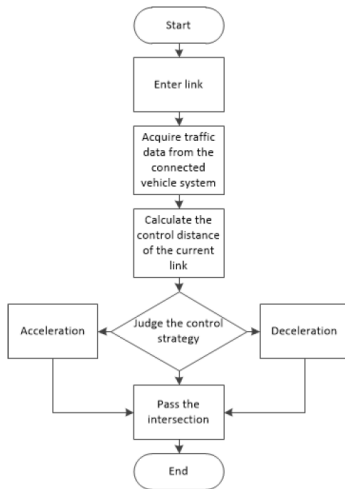 Start
Enter link
Acquire traffic
data from the
connected
vehicle system
Calculate the
control distance
of the current
link
Judge the control
strategy
Acceleration
Deceleration
Pass the
intersection
End